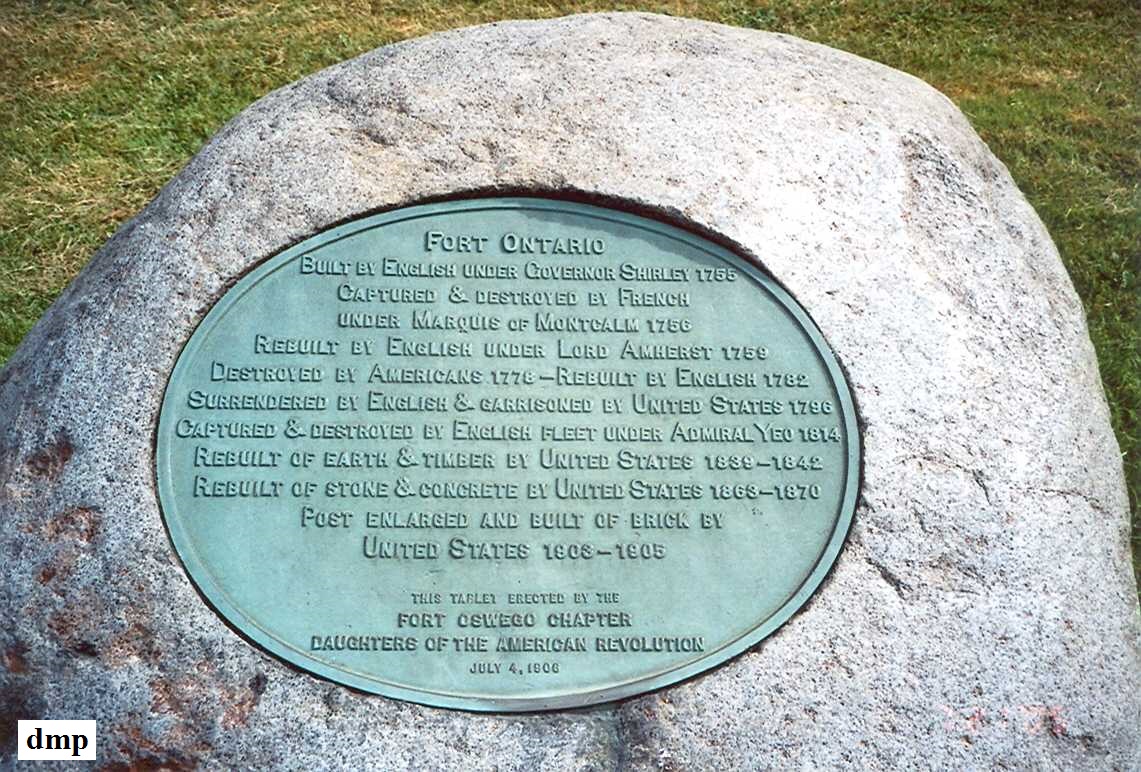 FORT ONTARIO
BUILT BY ENGLISH UNDER GOVERNOR SHIRLEY 1755
CAPTURED & DESTROYED BY FRENCH
UNDER MARQUIS OF MONTCALM 1756
REBUILT BY ENGLISH UNDER LORD AMHERST 1759
DESTROYED BY AMERICANS 1778 – REBUILT BY ENGLISH 1782
SURRENDERED BY ENGLISH & GARRISONED BY UNITED STATES 1796
CAPTURED & DESTROYED BY ENGLISH FLEET UNDER ADMIRAL YEO 1814
REBUILT OF EARTH & TIMBER BY UNITED STATES 1839–1842
REBUILT OF STONE & CONCRETE BY UNITED STATES 1863–1870
POST ENLARGED AND BUILT OF BRICK BY
UNITED STATES 1903–1905
THIS TABLET ERECTED BY THE
FORT OSWEGO CHAPTER
DAUGHTERS OF THE AMERICAN REVOLUTION
JULY 4, 1906
dmp